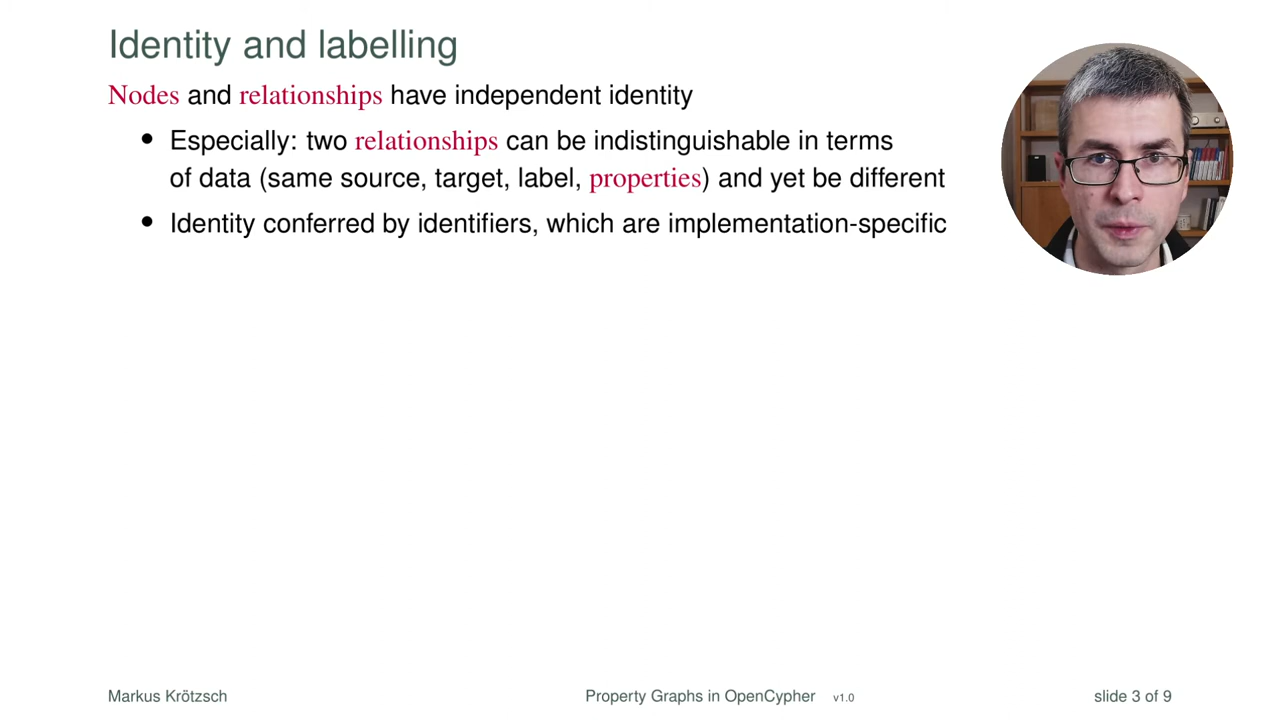 Identity and labelling
Nodes and relationships have independent identity
• Especially: two relationships can be indistinguishable in terms
of data (same source, target, label, properties) and yet be different
• Identity conferred by identifiers, which are implementation-specific
Markus Krötzsch
Property Graphs in OpenCypher v1.0
slide 3 of 9